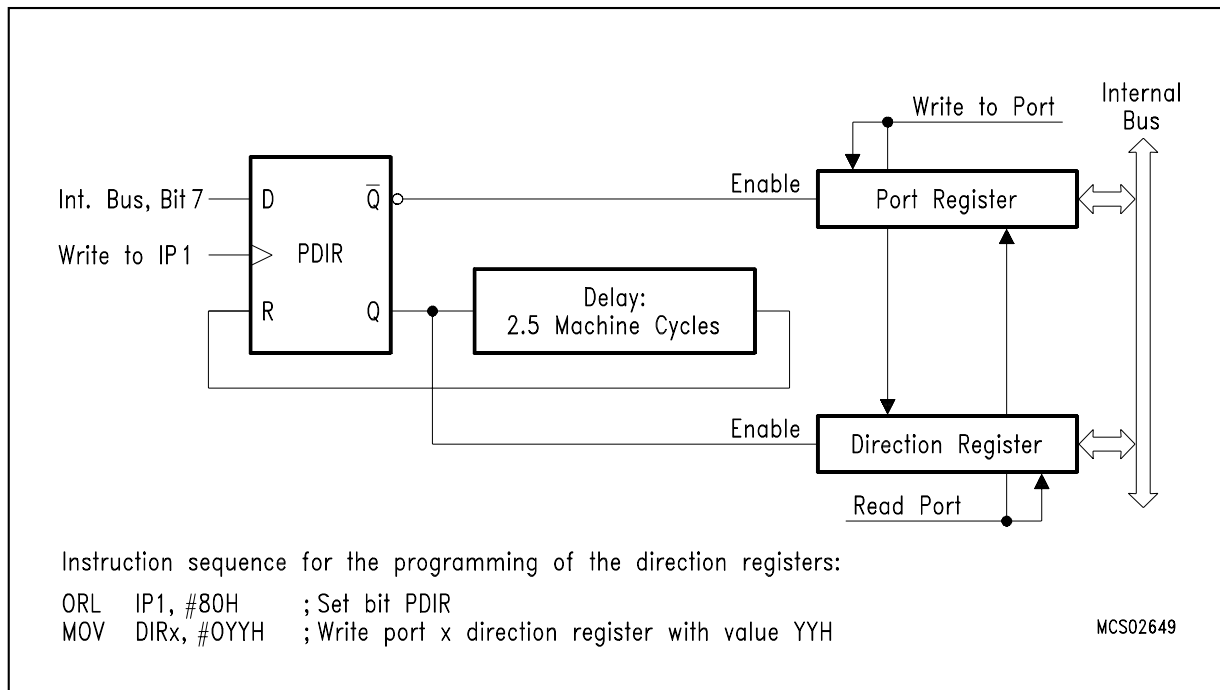 Write to Port
Internal
Bus
Int. Bus, Bit 7
D
Q
Enable
Port Register
Write to IP1
PDIR
R
Q
Delay:
2.5 Machine Cycles
Enable
Direction Register
Read Port
Instruction sequence for the programming of the direction registers:
ORL IP1, #80H ; Set bit PDIR
MOV DIRx, #0YYH ; Write port x direction register with value YYH
MCS02649